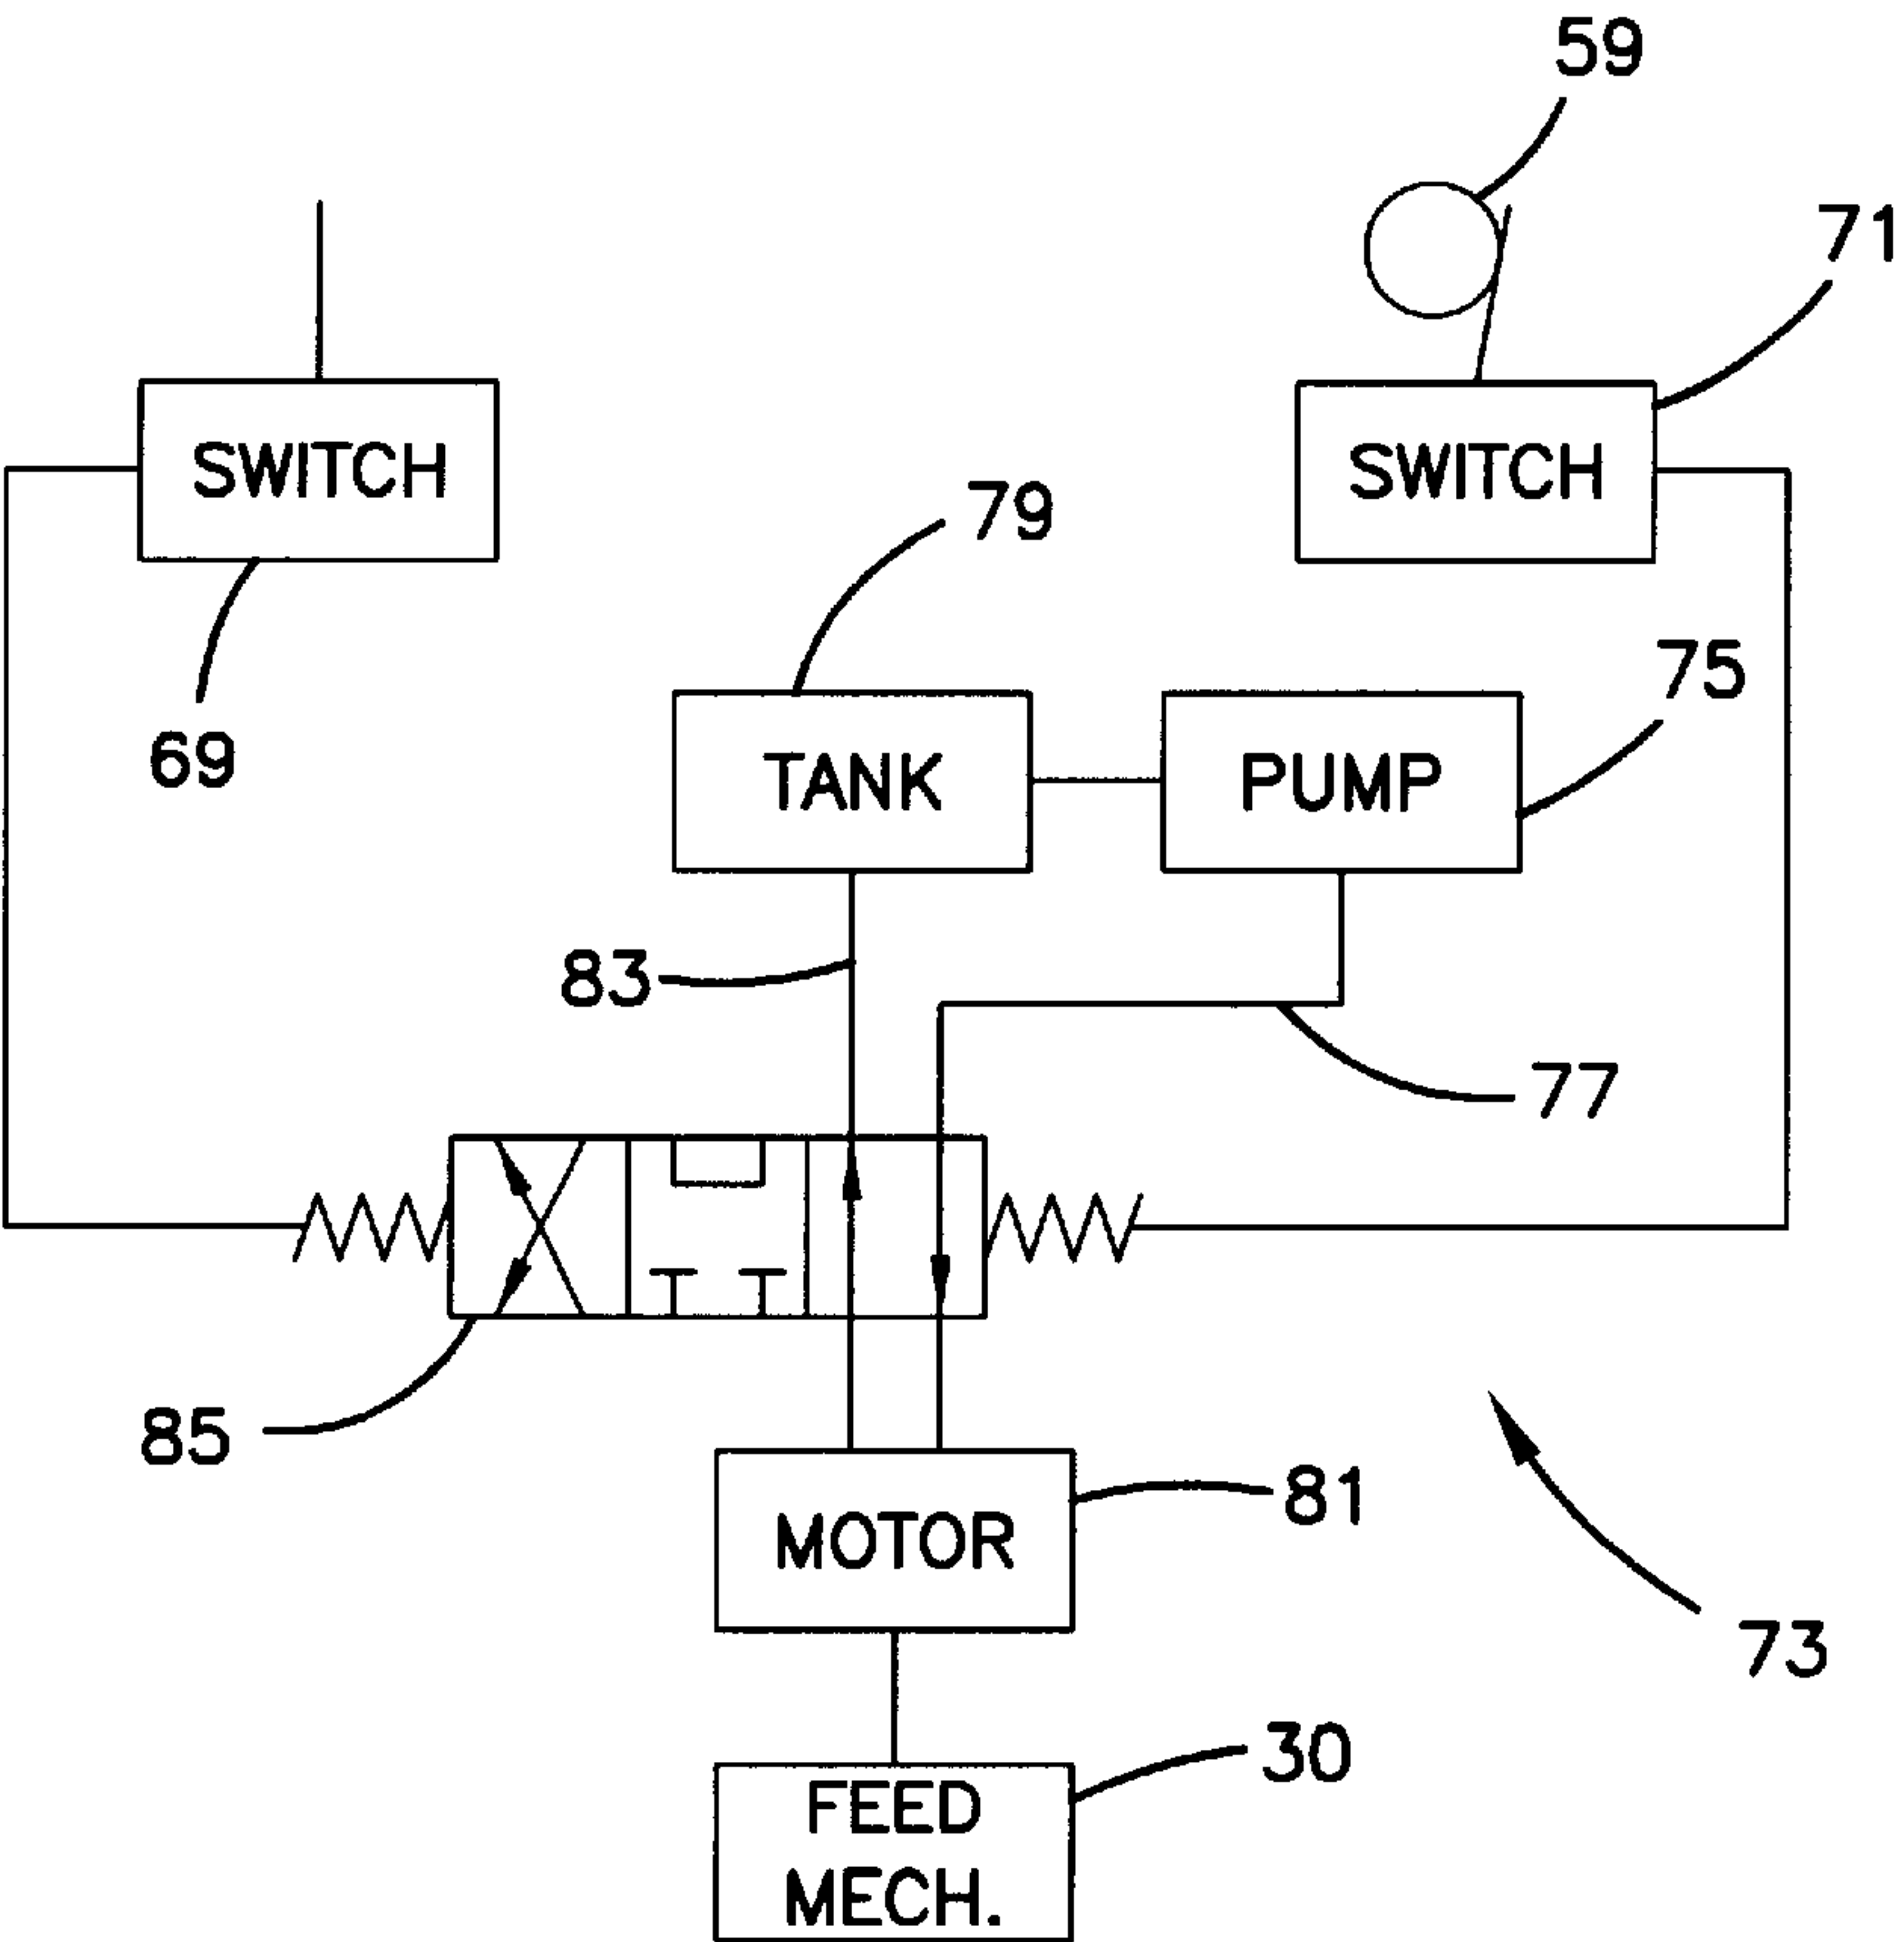 59
71
SWITCH
SWITCH
79
75
69
TANK
PUMP
83
77
85
81
MOTOR
73
30
FEED
MECH.